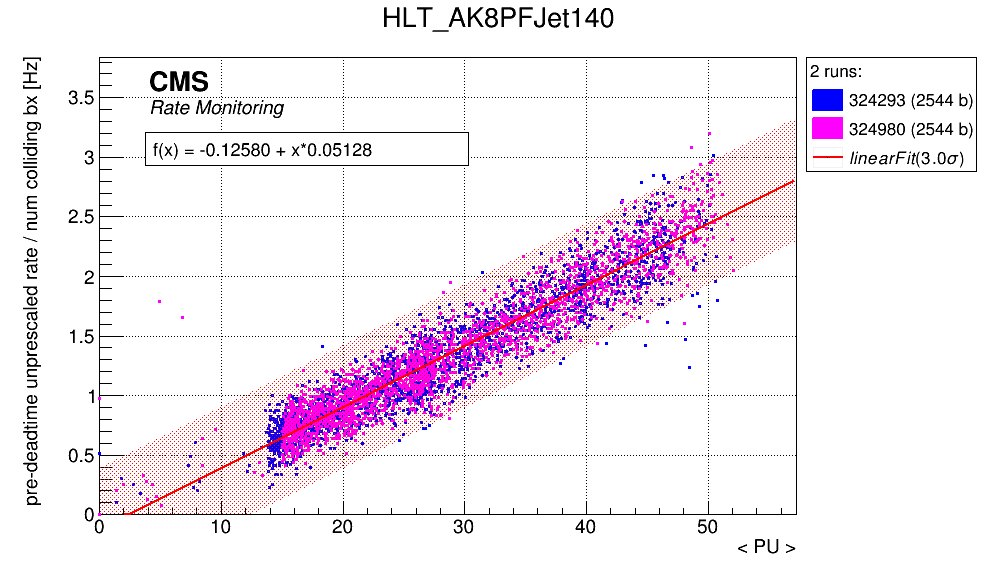 HLT_AK8PFJet140
pre-deadtime unprescaled rate / num colliding bx [Hz]
CMS
Rate Monitoring
f(x) = -0.12580 + x*0.05128
2 runs:
324293 (2544 b)
324980 (2544 b)
linearFit(3.0σ)
3.5
3
2.5
2
1.5
1
0.5
0
0 10 20 30 40 50
< PU >